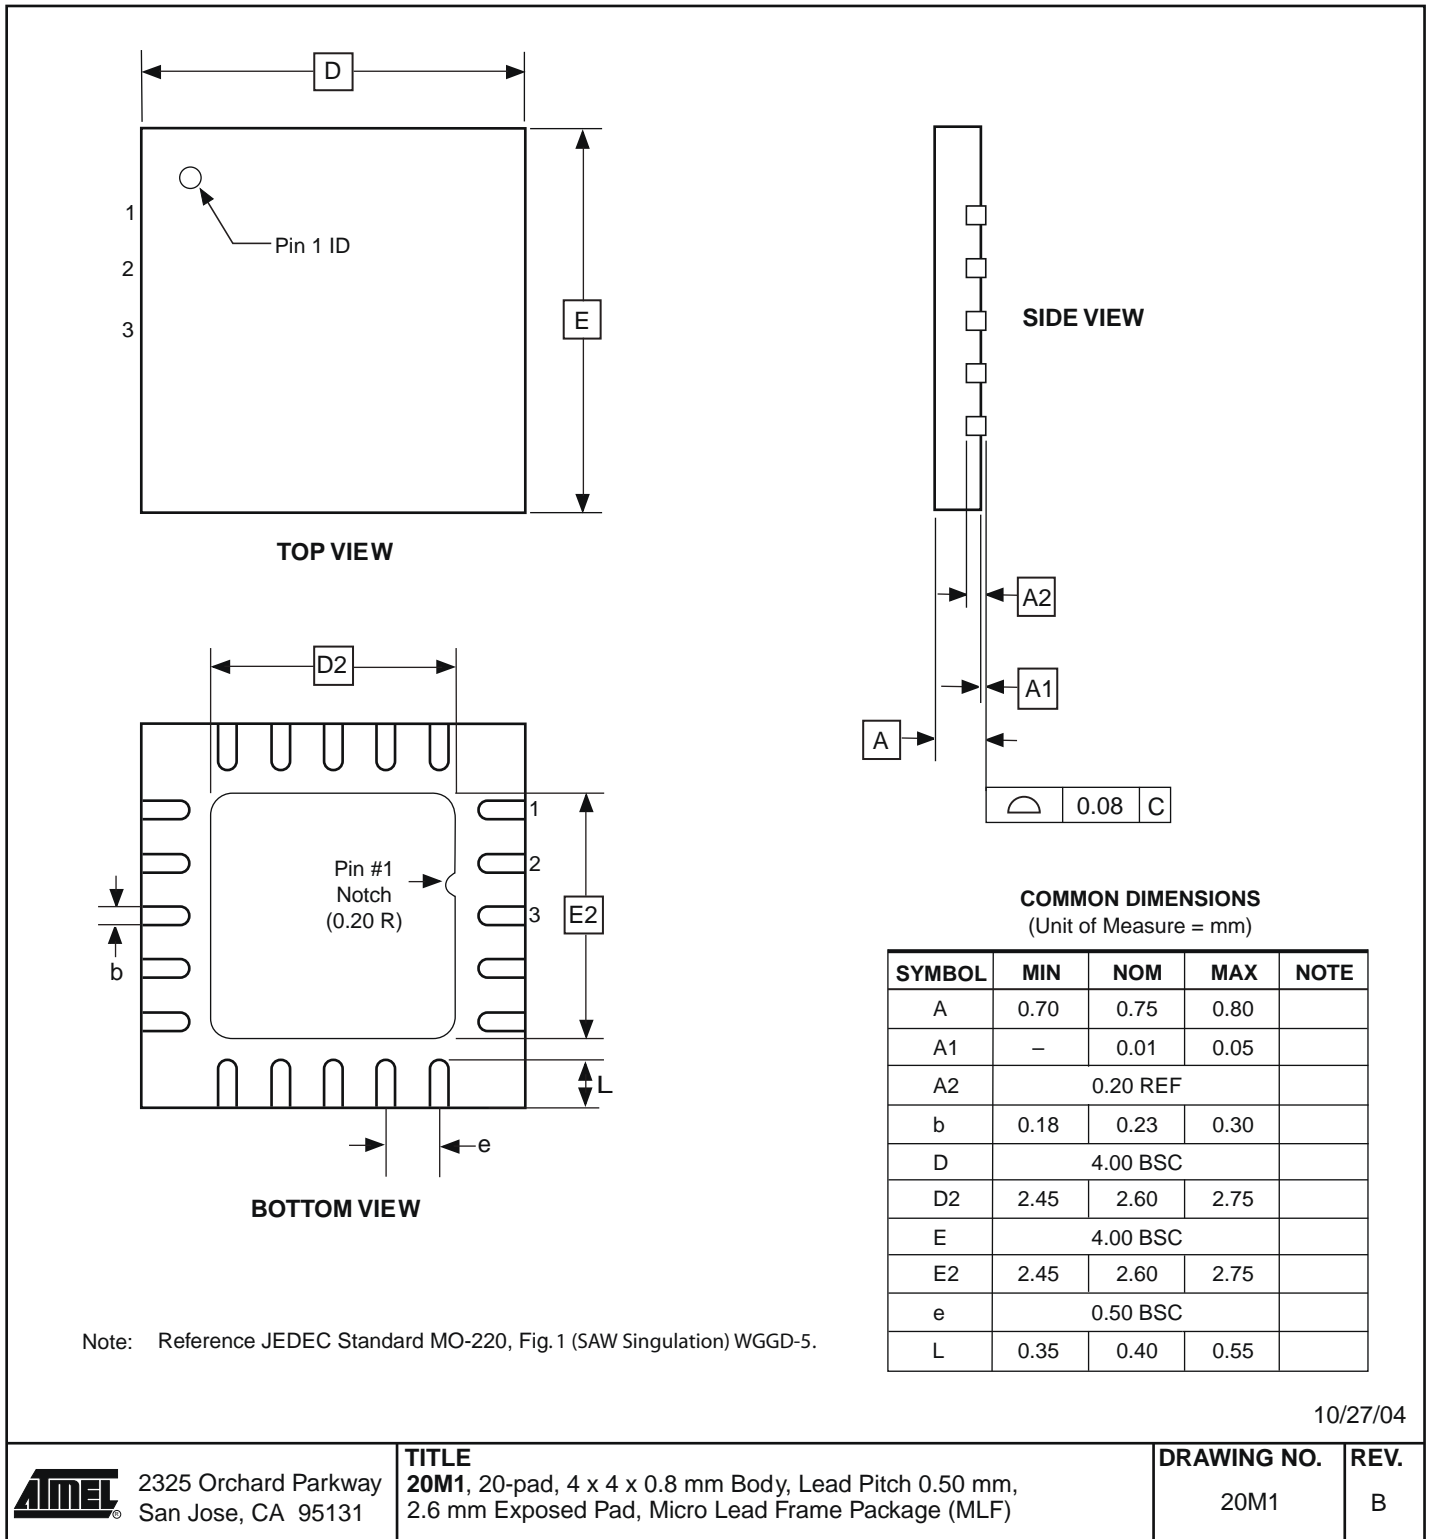 D
1
2
3
Pin 1 ID
E
TOP VIEW
SIDE VIEW
A2
A1
A
0.08 C
D2
1
2
3
Pin #1
Notch
(0.20 R)
E2
b
L
e
BOTTOM VIEW
COMMON DIMENSIONS
(Unit of Measure = mm)
SYMBOL MIN NOM MAX NOTE
A 0.70 0.75 0.80
A1 – 0.01 0.05
A2 0.20 REF
b 0.18 0.23 0.30
D 4.00 BSC
D2 2.45 2.60 2.75
E 4.00 BSC
E2 2.45 2.60 2.75
e 0.50 BSC
L 0.35 0.40 0.55
Note: Reference JEDEC Standard MO-220, Fig. 1 (SAW Singulation) WGGD-5.
10/27/04
ATMEL ®
2325 Orchard Parkway
San Jose, CA 95131
TITLE
20M1, 20-pad, 4 x 4 x 0.8 mm Body, Lead Pitch 0.50 mm,
2.6 mm Exposed Pad, Micro Lead Frame Package (MLF)
DRAWING NO.
20M1
REV.
B